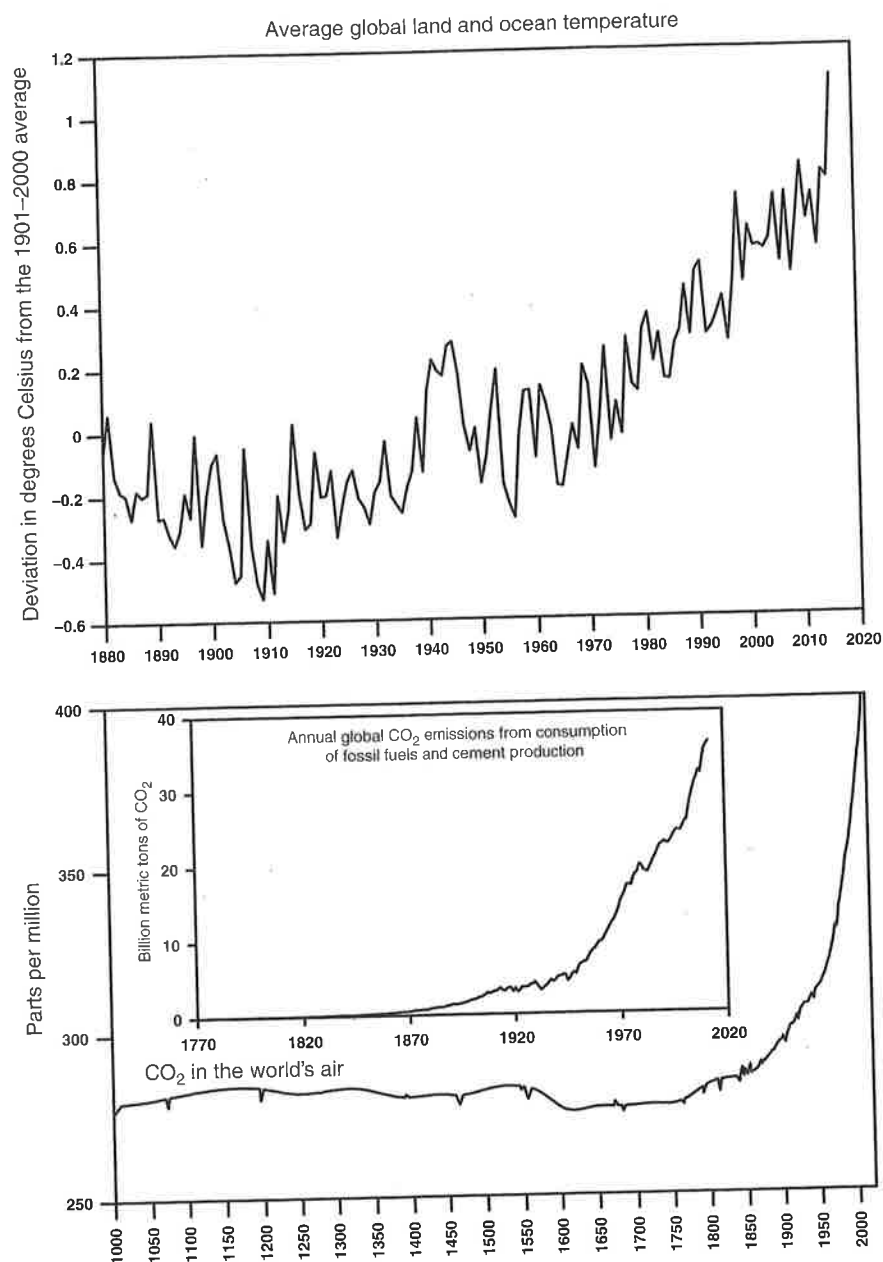 Average global land and ocean temperature
Deviation in degrees Celsius from the 1901–2000 average
1.2
1
0.8
0.6
0.4
0.2
0
−0.2
−0.4
−0.6
1880 1890 1900 1910 1920 1930 1940 1950 1960 1970 1980 1990 2000 2010 2020
Parts per million
400
350
300
250
Annual global CO₂ emissions from consumption
of fossil fuels and cement production
Billion metric tons of CO₂
40
30
20
10
0
1770 1820 1870 1920 1970 2020
CO₂ in the world's air
1000 1050 1100 1150 1200 1250 1300 1350 1400 1450 1500 1550 1600 1650 1700 1750 1800 1850 1900 1950 2000